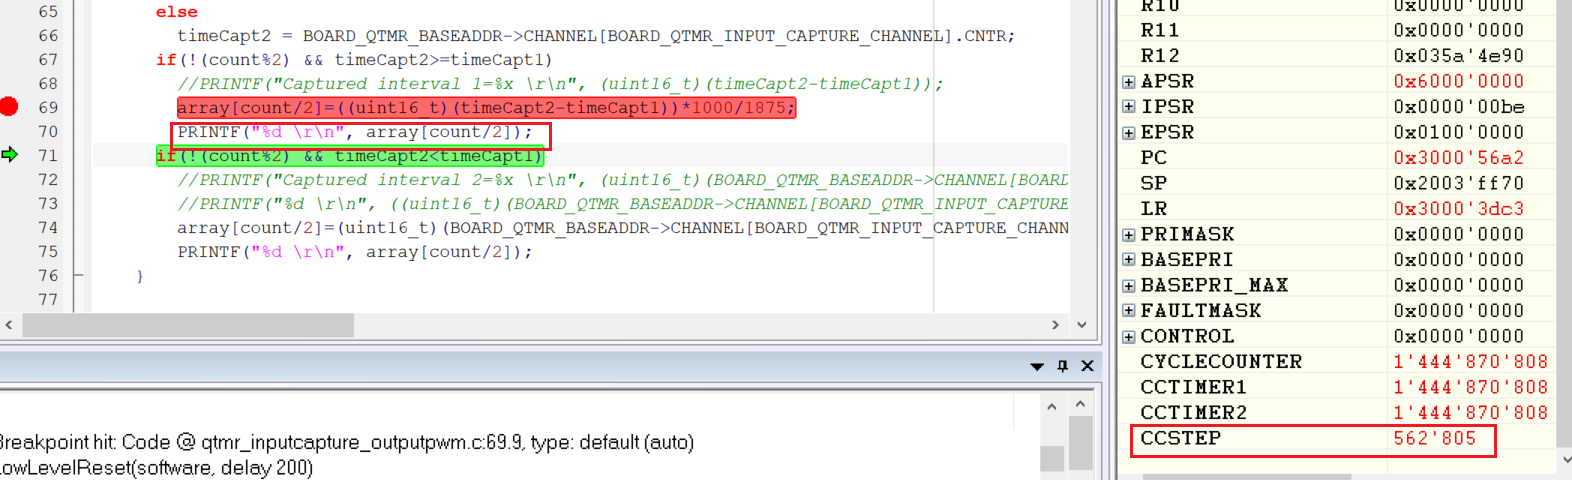 65 else
66 timeCapt2 = BOARD_QTMR_BASEADDR->CHANNEL[BOARD_QTMR_INPUT_CAPTURE_CHANNEL].CNTR;
67 if(!(count%2) && timeCapt2>=timeCapt1)
68 //PRINTF("Captured interval 1=%x \r\n", (uint16_t)(timeCapt2-timeCapt1));
69 array[count/2]=((uint16_t)(timeCapt2-timeCapt1))*1000/1875;
70 PRINTF("%d \r\n", array[count/2]);
71 if(!(count%2) && timeCapt2<timeCapt1)
72 //PRINTF("Captured interval 2=%x \r\n", (uint16_t)(BOARD_QTMR_BASEADDR->CHANNEL[BOARD
73 //PRINTF("%d \r\n", ((uint16_t)(BOARD_QTMR_BASEADDR->CHANNEL[BOARD_QTMR_INPUT_CAPTURE
74 array[count/2]=(uint16_t)(BOARD_QTMR_BASEADDR->CHANNEL[BOARD_QTMR_INPUT_CAPTURE_CHANN
75 PRINTF("%d \r\n", array[count/2]);
76 }
77
Breakpoint hit: Code @ qtmr_inputcapture_outputpwm.c:69.9, type: default (auto)
LowLevelReset(software, delay 200)
R10 0x0000'0000
R11 0x0000'0000
R12 0x035a'4e90
APSR 0x6000'0000
IPSR 0x0000'00be
EPSR 0x0100'0000
PC 0x3000'56a2
SP 0x2003'ff70
LR 0x3000'3dc3
PRIMASK 0x0000'0000
BASEPRI 0x0000'0000
BASEPRI_MAX 0x0000'0000
FAULTMASK 0x0000'0000
CONTROL 0x0000'0000
CYCLECOUNTER 1'444'870'808
CCTIMER1 1'444'870'808
CCTIMER2 1'444'870'808
CCSTEP 562'805